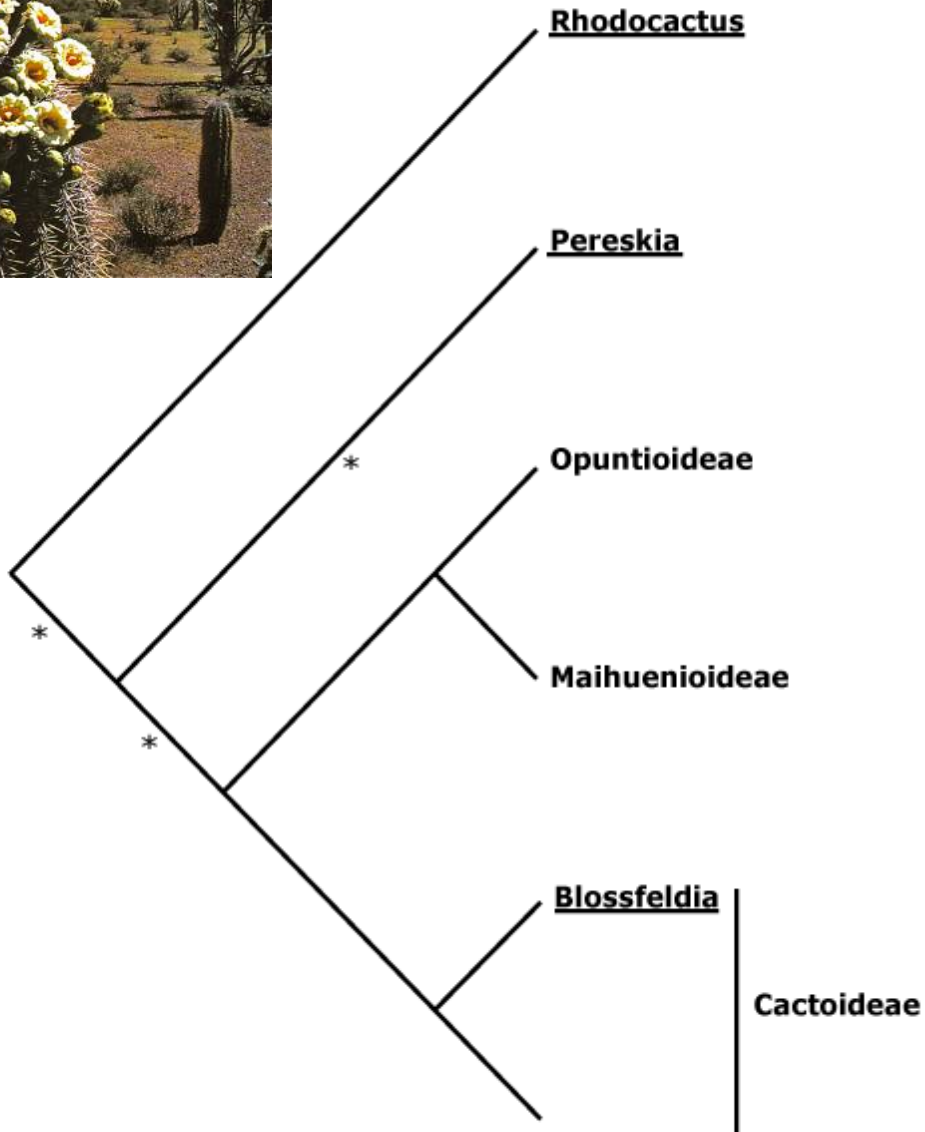 Rhodocactus
Pereskia
*
Opuntioideae
*
Maihuenioideae
*
Blossfeldia
Cactoideae